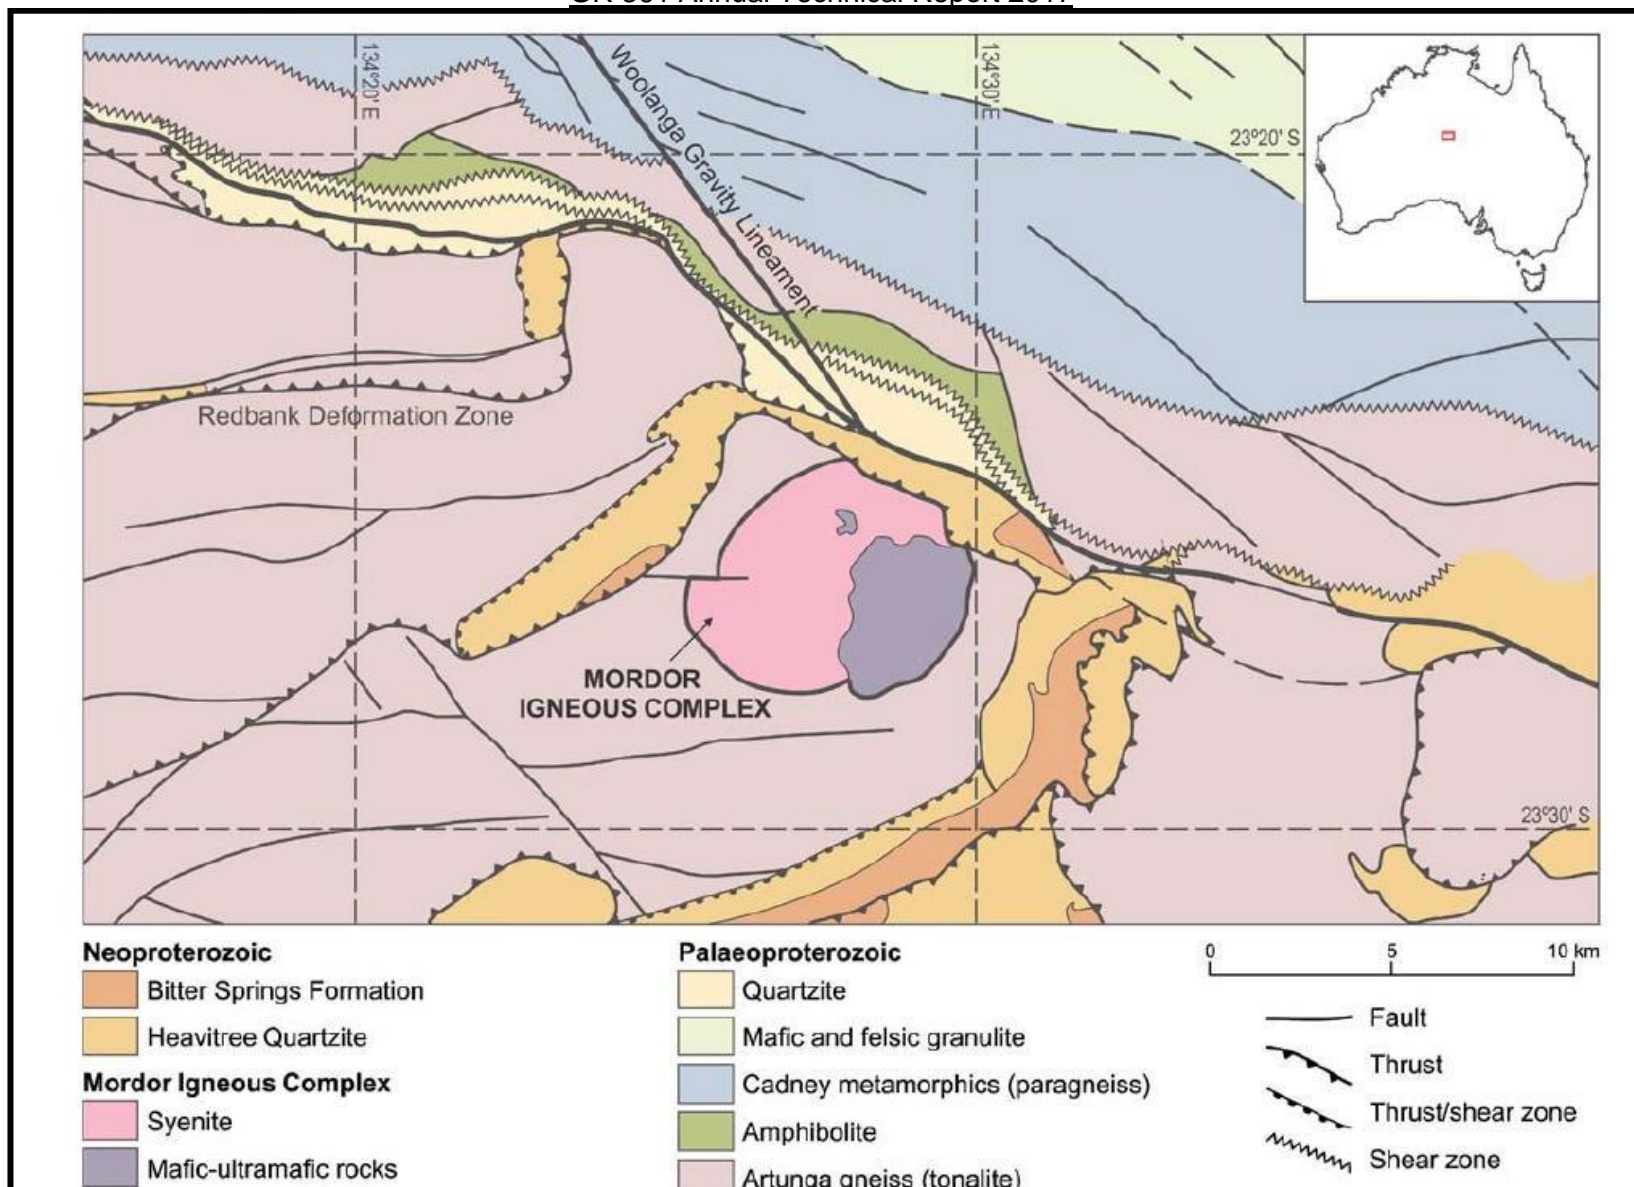 134°20' E
Woolanga Gravity Lineament
134°30' E
23°20' S
Redbank Deformation Zone
MORDOR
IGNEOUS COMPLEX
23°30' S
Neoproterozoic
Bitter Springs Formation
Heavitree Quartzite
Mordor Igneous Complex
Syenite
Mafic-ultramafic rocks
Palaeoproterozoic
Quartzite
Mafic and felsic granulite
Cadney metamorphics (paragneiss)
Amphibolite
Artunga gneiss (tonalite)
0 5 10 km
Fault
Thrust
Thrust/shear zone
Shear zone